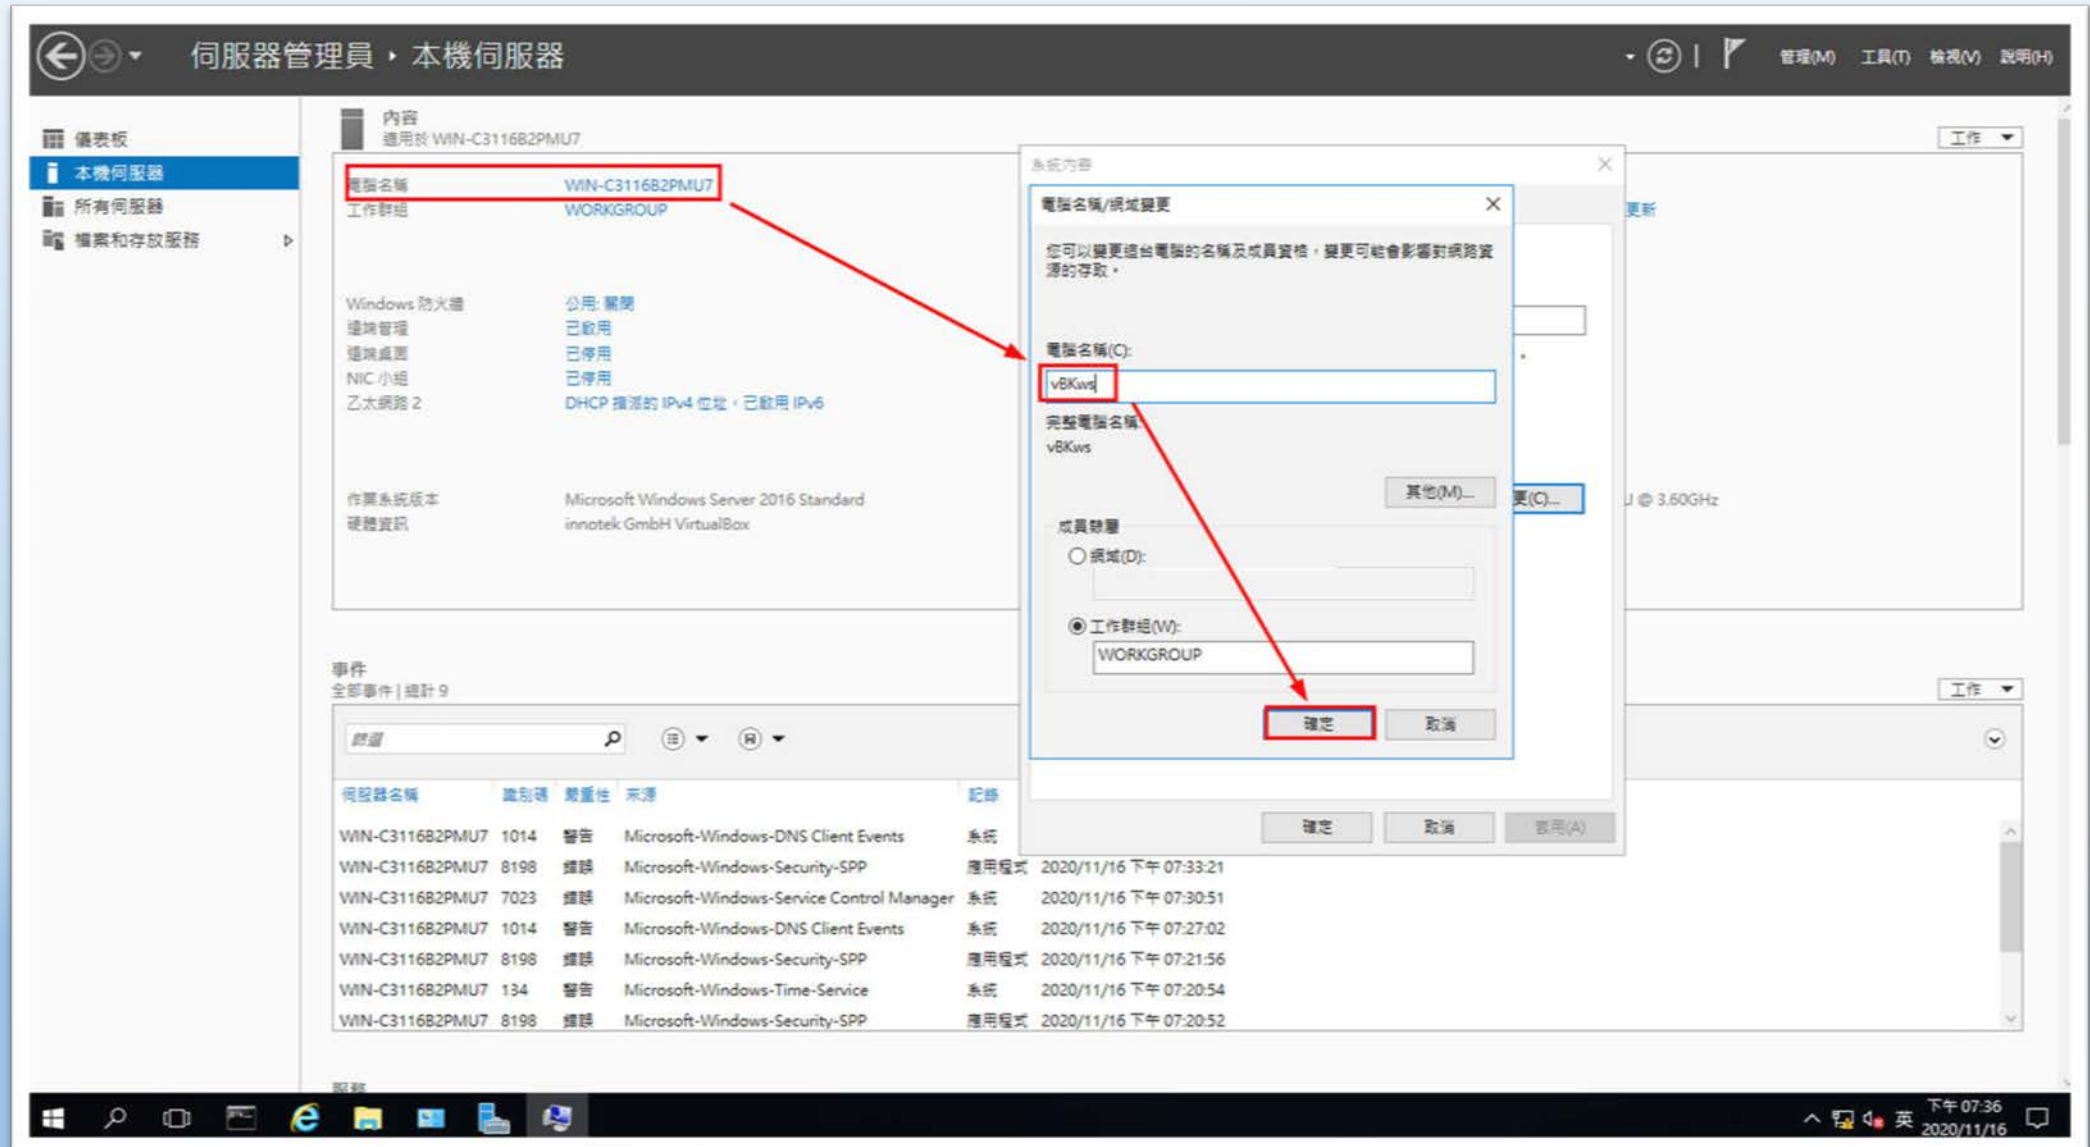 伺服器管理員 ‣ 本機伺服器
管理(M) 工具(T) 檢視(V) 說明(H)
儀表板
本機伺服器
所有伺服器
檔案和存放服務
內容
適用於 WIN-C3116B2PMU7
工作
電腦名稱 WIN-C3116B2PMU7
工作群組 WORKGROUP
更新
Windows 防火牆 公用: 關閉
遠端管理 已啟用
遠端桌面 已停用
NIC 小組 已停用
乙太網路 2 DHCP 指派的 IPv4 位址，已啟用 IPv6
作業系統版本 Microsoft Windows Server 2016 Standard
硬體資訊 innotek GmbH VirtualBox
@ 3.60GHz
系統內容
電腦名稱/網域變更
您可以變更這台電腦的名稱及成員資格，變更可能會影響對網路資
源的存取。
電腦名稱(C):
vBKws
完整電腦名稱:
vBKws
其他(M)...
更(C)...
成員隸屬
網域(D):
工作群組(W):
WORKGROUP
確定 取消
確定 取消 套用(A)
事件
全部事件 | 總計 9
工作
篩選
伺服器名稱 識別碼 嚴重性 來源 記錄
WIN-C3116B2PMU7 1014 警告 Microsoft-Windows-DNS Client Events 系統
WIN-C3116B2PMU7 8198 錯誤 Microsoft-Windows-Security-SPP 應用程式 2020/11/16 下午 07:33:21
WIN-C3116B2PMU7 7023 錯誤 Microsoft-Windows-Service Control Manager 系統 2020/11/16 下午 07:30:51
WIN-C3116B2PMU7 1014 警告 Microsoft-Windows-DNS Client Events 系統 2020/11/16 下午 07:27:02
WIN-C3116B2PMU7 8198 錯誤 Microsoft-Windows-Security-SPP 應用程式 2020/11/16 下午 07:21:56
WIN-C3116B2PMU7 134 警告 Microsoft-Windows-Time-Service 系統 2020/11/16 下午 07:20:54
WIN-C3116B2PMU7 8198 錯誤 Microsoft-Windows-Security-SPP 應用程式 2020/11/16 下午 07:20:52
服務
英
下午 07:36
2020/11/16